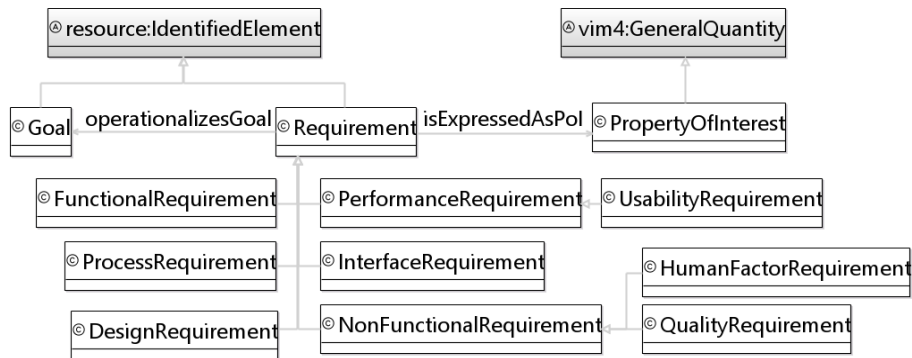 A resource:IdentifiedElement
A vim4:GeneralQuantity
C Goal
operationalizesGoal
C Requirement
isExpressedAsPoI
C PropertyOfInterest
C FunctionalRequirement
C PerformanceRequirement
C UsabilityRequirement
C ProcessRequirement
C InterfaceRequirement
C HumanFactorRequirement
C DesignRequirement
C NonFunctionalRequirement
C QualityRequirement